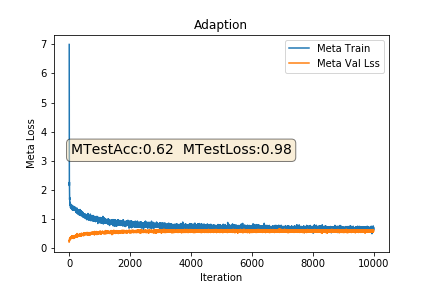 Adaption
Meta Train
Meta Val Lss
MTestAcc:0.62  MTestLoss:0.98
Meta Loss
7
6
5
4
3
2
1
0
0 2000 4000 6000 8000 10000
Iteration